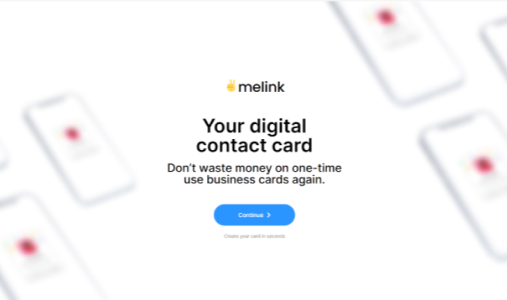 melink
Your digital
contact card
Don't waste money on one-time
use business cards again.
Continue
Create your card in seconds